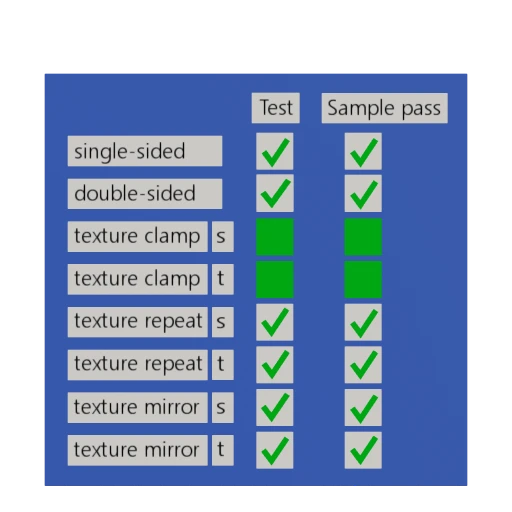 Test Sample pass
single-sided
double-sided
texture clamp s
texture clamp t
texture repeat s
texture repeat t
texture mirror s
texture mirror t